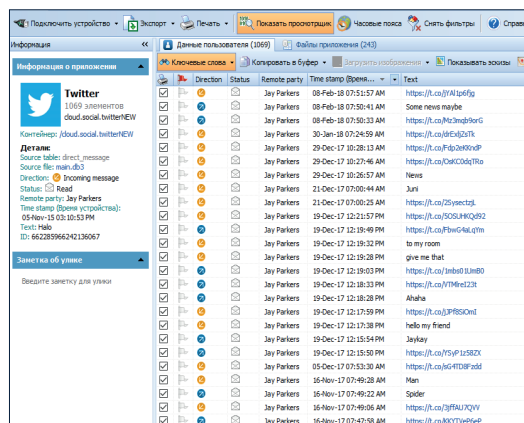 Подключить устройство Экспорт Печать Показать просмотрщик Часовые пояса Снять фильтры Справ
Информация
Информация о приложении
Twitter
1069 элементов
cloud.social.twitterNEW
Контейнер: /cloud.social.twitterNEW
Детали:
Source table: direct_message
Source file: main.db3
Direction: Incoming message
Status: Read
Remote party: Jay Parkers
Time stamp (Время устройства):
05-Nov-15 03:10:53 PM
Text: Halo
ID: 662285966242136067
Заметка об улике
Введите заметку для улики
Данные пользователя (1069) Файлы приложения (243)
Ключевые слова Копировать в буфер Загрузить изображения Показывать эскизы
Direction Status Remote party Time stamp (Время... Text
Jay Parkers 08-Feb-18 07:51:57 AM
Jay Parkers 08-Feb-18 07:50:41 AM Some news maybe
Jay Parkers 08-Feb-18 07:50:33 AM
Jay Parkers 30-Jan-18 07:24:59 AM
Jay Parkers 29-Dec-17 10:28:13 AM
Jay Parkers 29-Dec-17 10:27:46 AM
Jay Parkers 29-Dec-17 10:26:57 AM News
Jay Parkers 21-Dec-17 07:00:44 AM Juni
Jay Parkers 21-Dec-17 07:00:25 AM
Jay Parkers 19-Dec-17 12:21:57 PM
Jay Parkers 19-Dec-17 12:19:49 PM
Jay Parkers 19-Dec-17 12:19:32 PM to my room
Jay Parkers 19-Dec-17 12:19:28 PM give me that
Jay Parkers 19-Dec-17 12:19:03 PM
Jay Parkers 19-Dec-17 12:18:33 PM
Jay Parkers 19-Dec-17 12:18:28 PM Ahaha
Jay Parkers 19-Dec-17 12:17:59 PM
Jay Parkers 19-Dec-17 12:17:38 PM hello my friend
Jay Parkers 19-Dec-17 12:15:54 PM Jaykay
Jay Parkers 19-Dec-17 12:15:50 PM
Jay Parkers 05-Dec-17 07:53:30 AM
Jay Parkers 16-Nov-17 07:49:28 AM Man
Jay Parkers 16-Nov-17 07:49:22 AM Spider
Jay Parkers 16-Nov-17 07:49:06 AM
Jay Parkers 16-Nov-17 07:47:58 AM